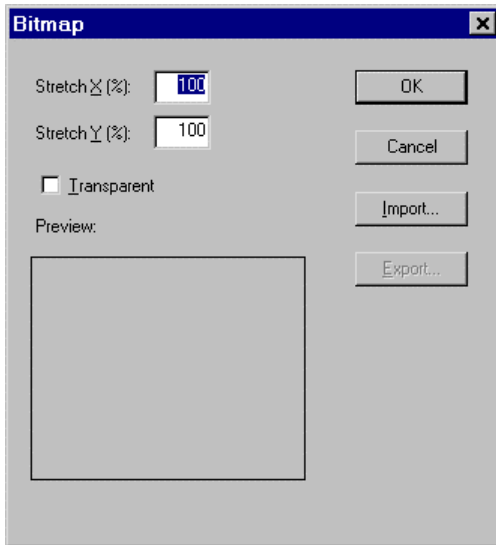 Bitmap
Stretch X (%): 100
OK
Stretch Y (%): 100
Cancel
Transparent
Import...
Preview:
Export...